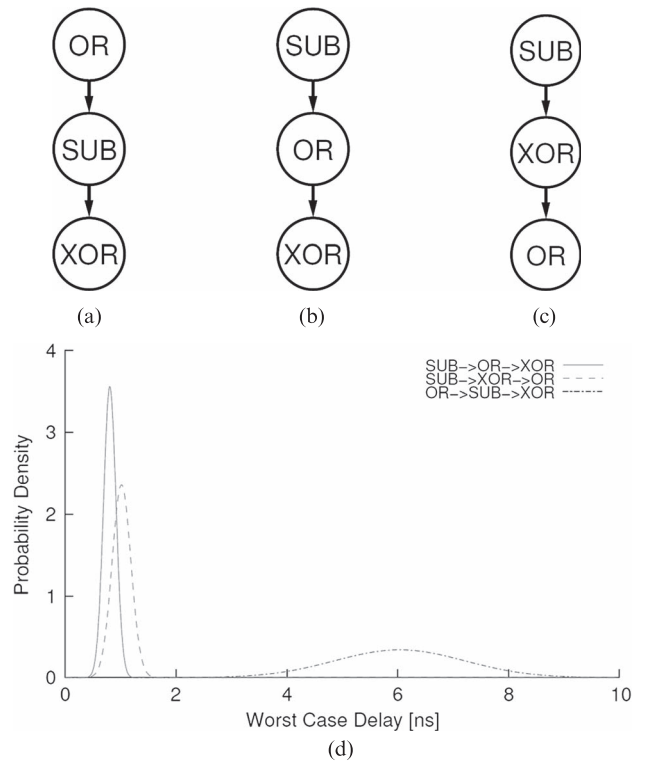 OR SUB SUB
SUB OR XOR
XOR XOR OR
(a) (b) (c)
SUB->OR->XOR
SUB->XOR->OR
OR->SUB->XOR
4
3
2
1
0
Probability Density
0 2 4 6 8 10
Worst Case Delay [ns]
(d)